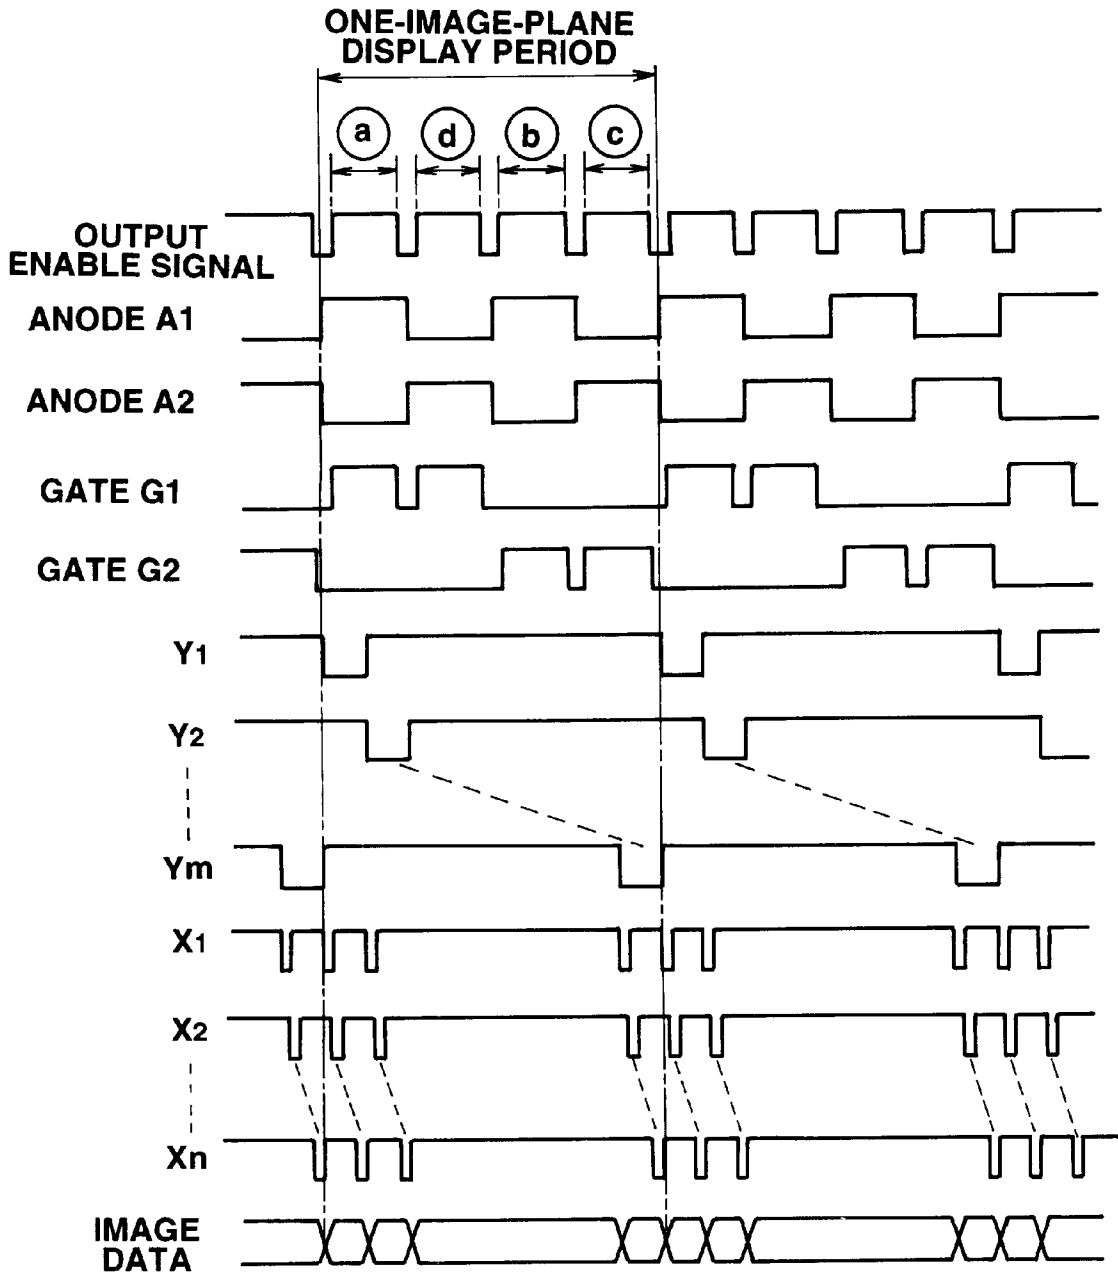 ONE-IMAGE-PLANE
DISPLAY PERIOD
a d b c
OUTPUT
ENABLE SIGNAL
ANODE A1
ANODE A2
GATE G1
GATE G2
Y1
Y2
Ym
X1
X2
Xn
IMAGE
DATA